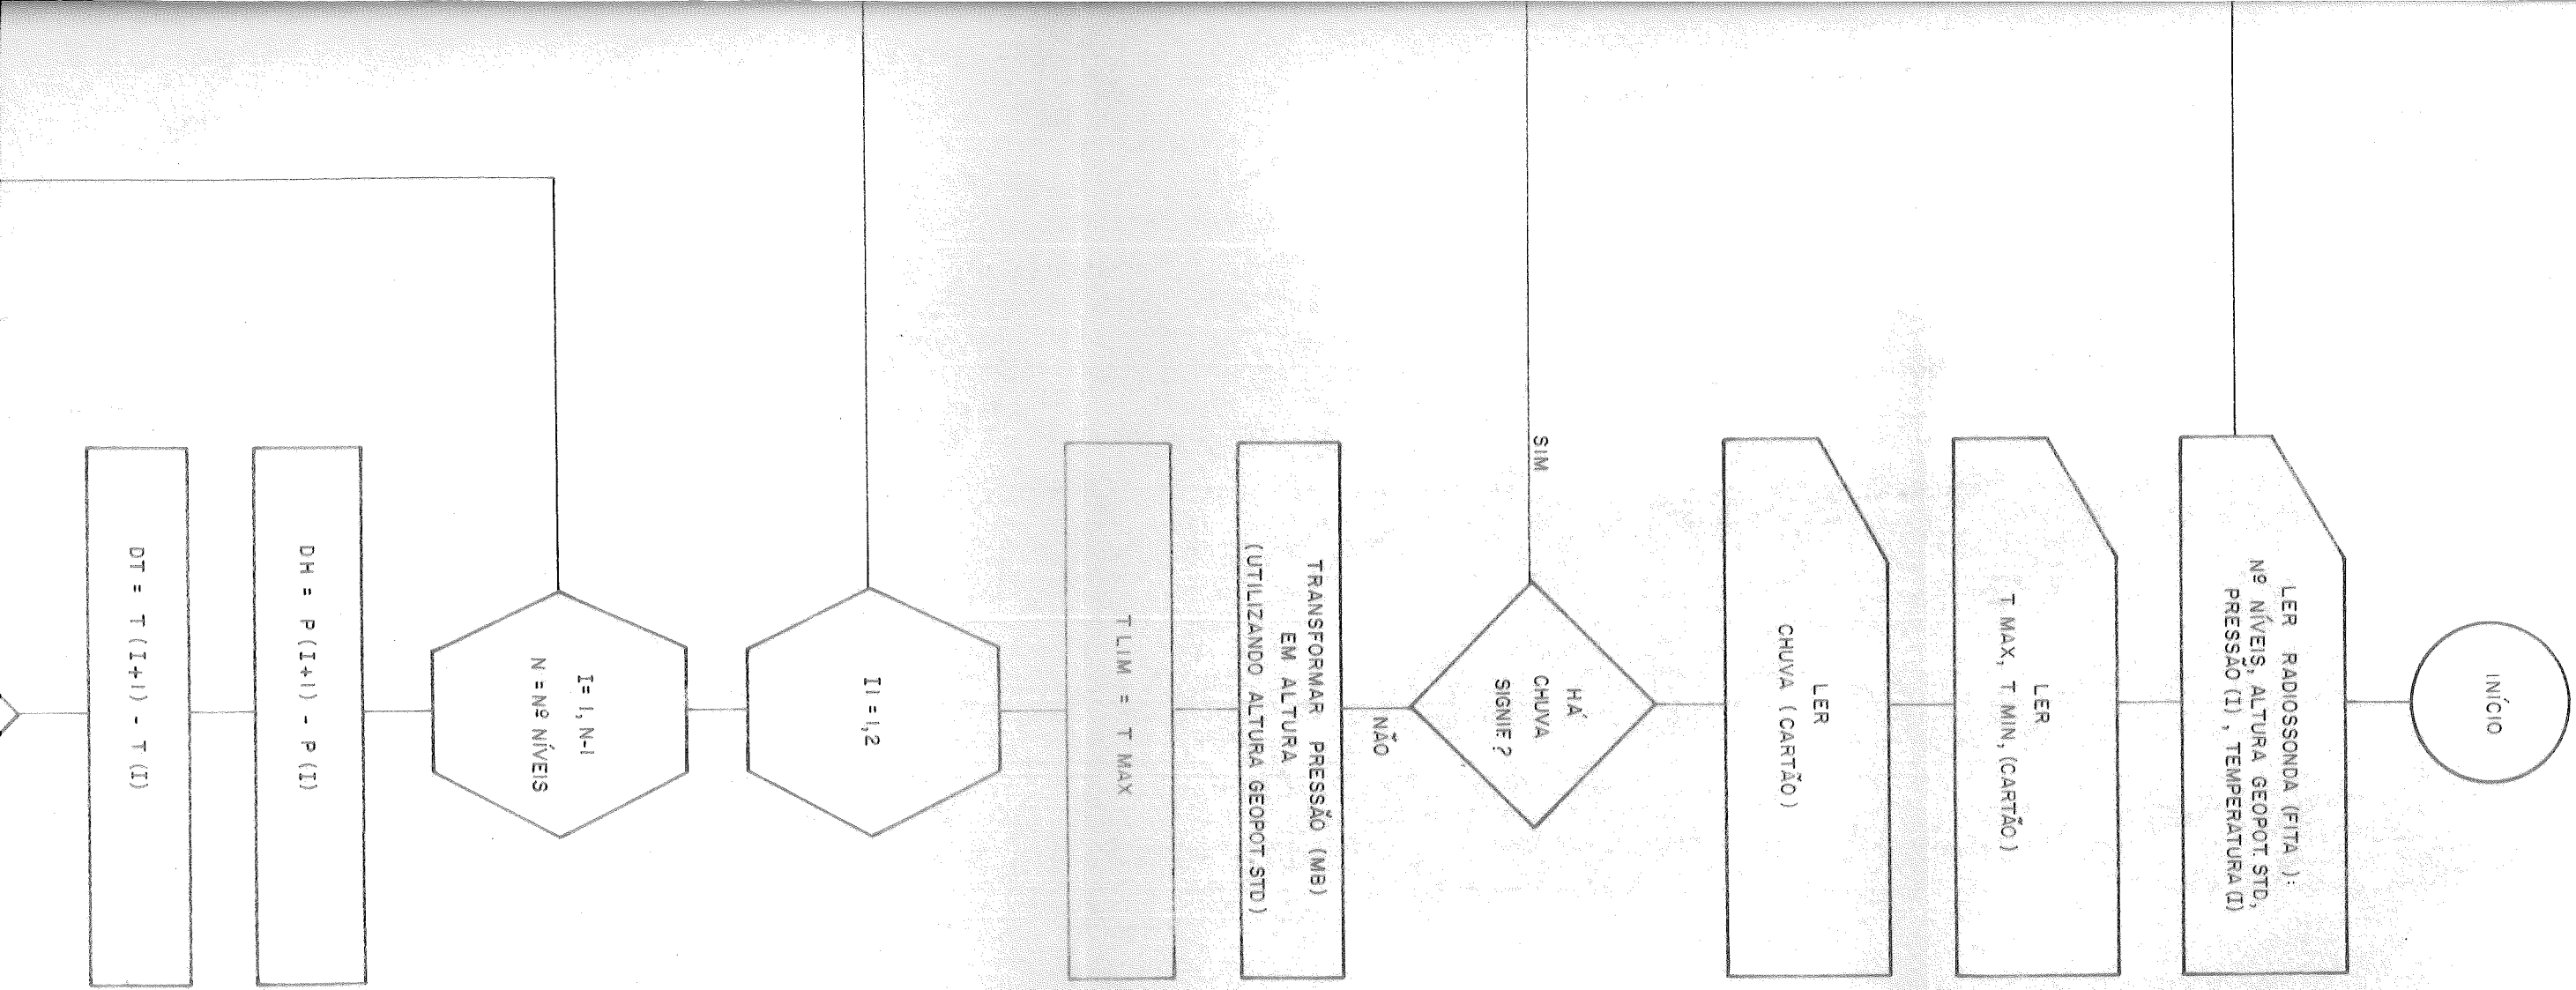 INÍCIO
LER RADIOSSONDA (FITA):
Nº NÍVEIS, ALTURA GEOPOT. STD,
PRESSÃO (I), TEMPERATURA (I)
LER
T MAX, T MIN, (CARTÃO)
LER
CHUVA (CARTÃO)
HÁ
CHUVA
SIGNIF?
SIM
NÃO
TRANSFORMAR PRESSÃO (MB)
EM ALTURA
(UTILIZANDO ALTURA GEOPOT. STD)
T LIM = T MAX
I1 = 1, 2
I = 1, N-1
N = Nº NÍVEIS
DH = P (I+1) - P (I)
DT = T (I+1) - T (I)